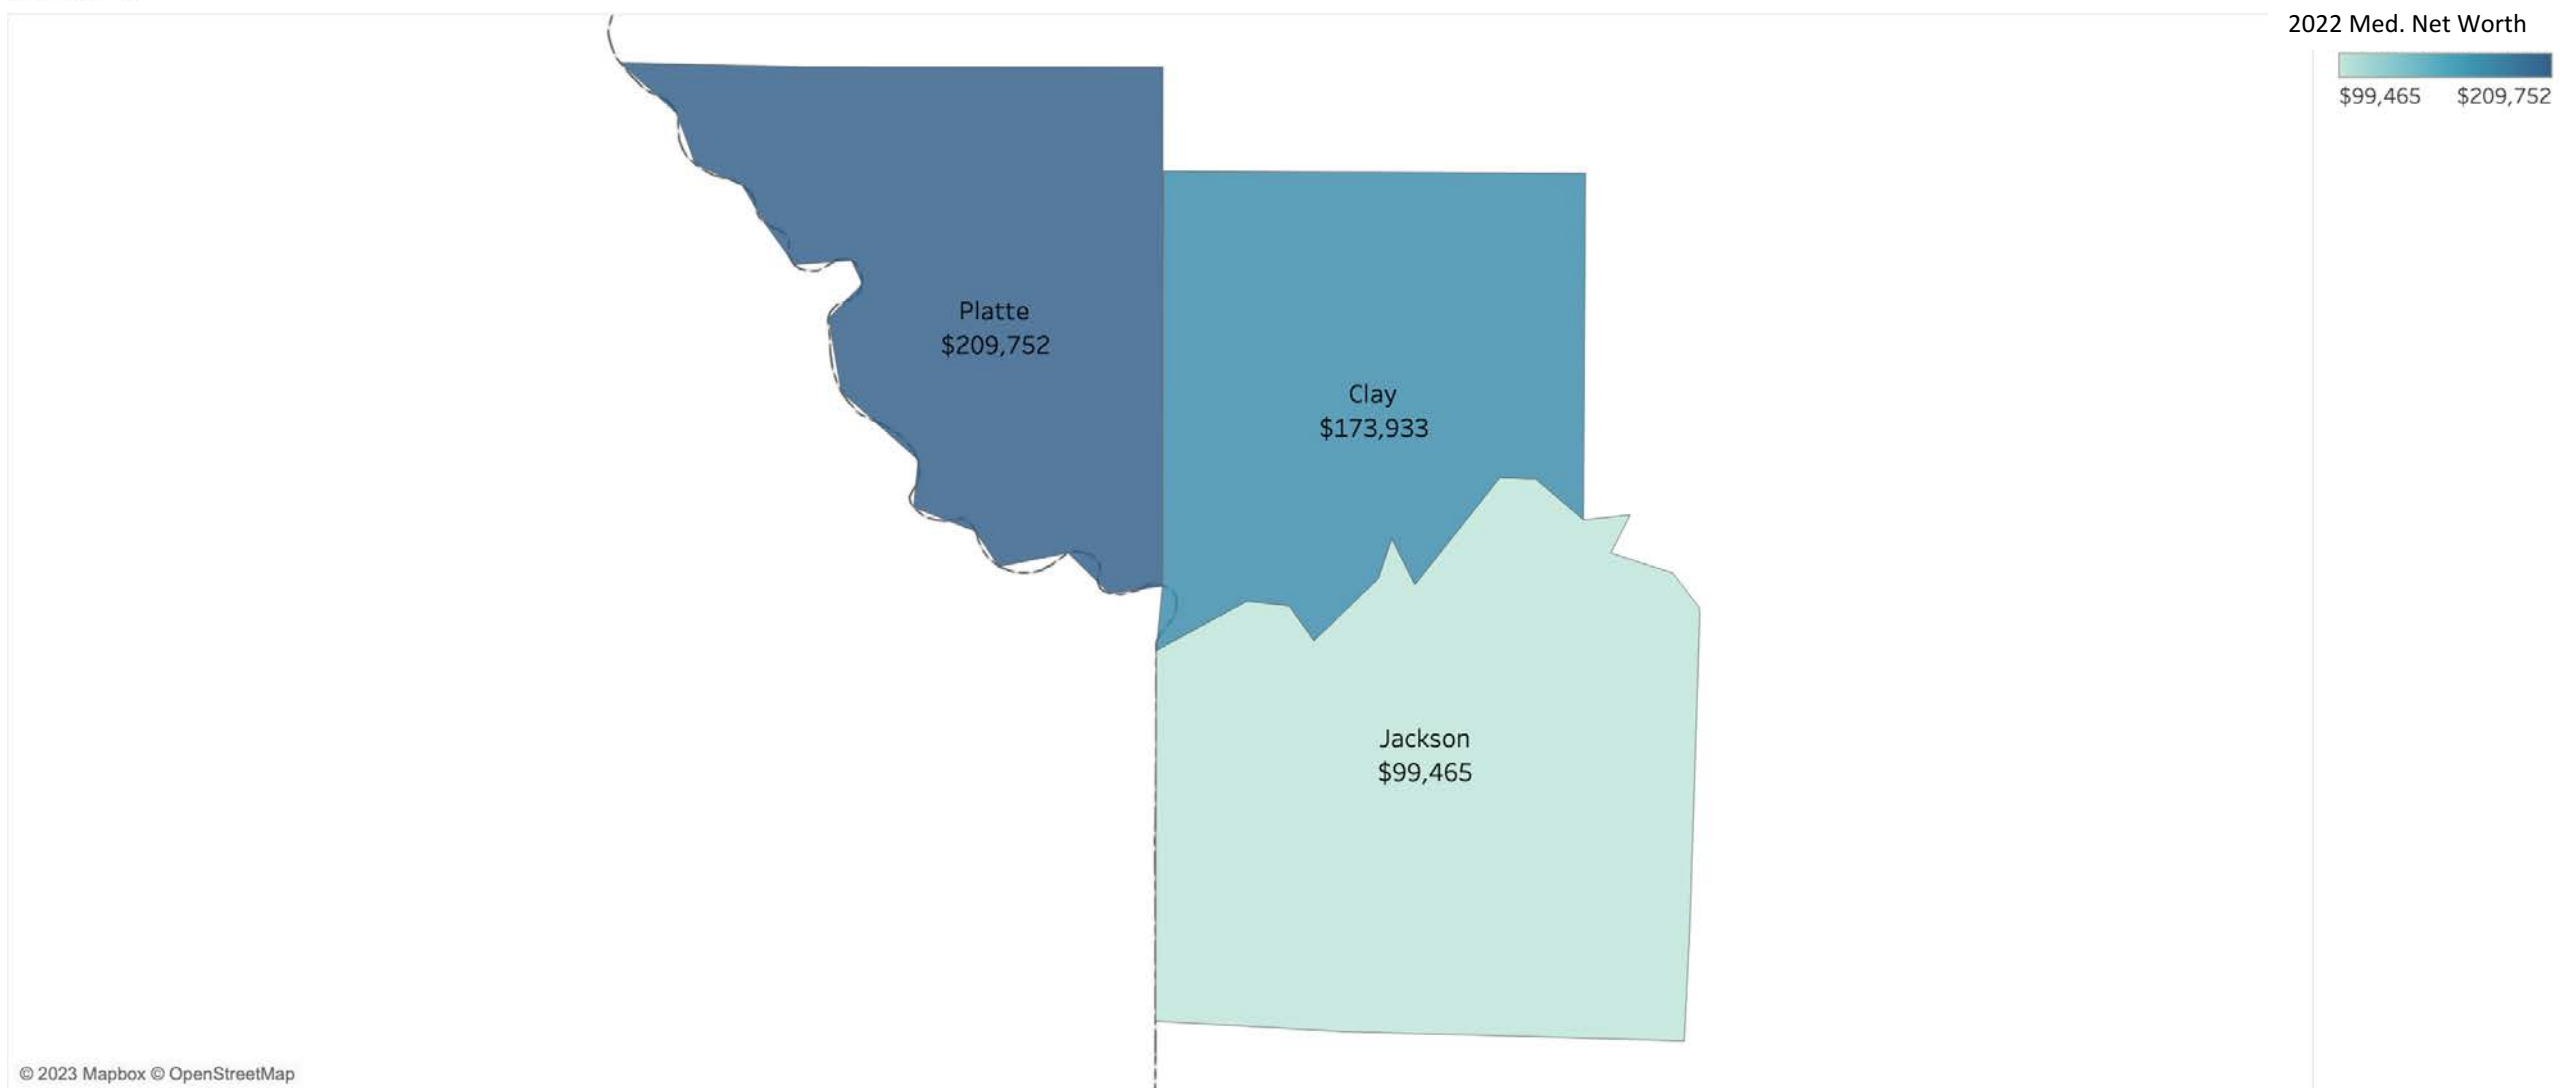 2022 Med. Net Worth
$99,465 $209,752
Platte
$209,752
Clay
$173,933
Jackson
$99,465
© 2023 Mapbox © OpenStreetMap